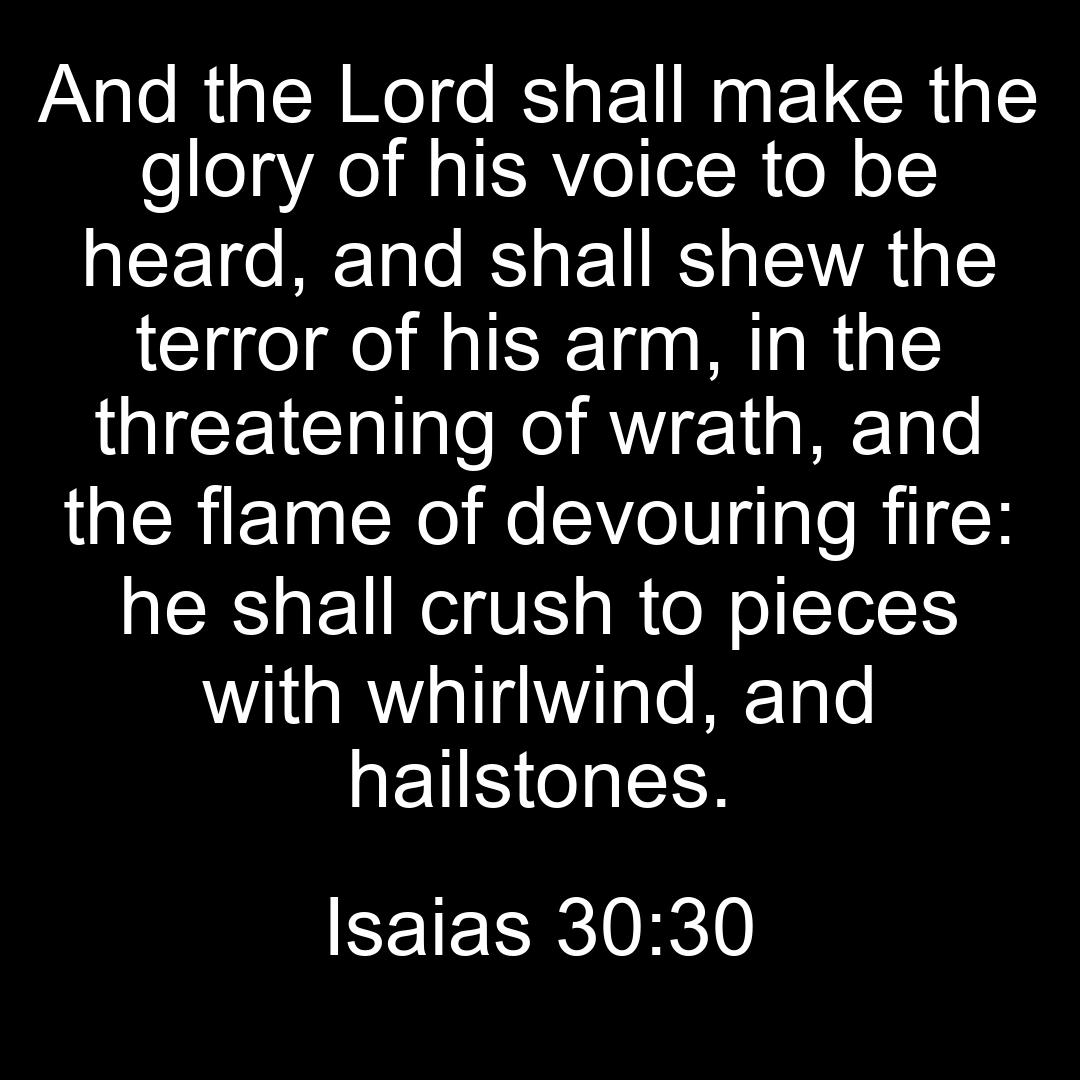 And the Lord shall make the
glory of his voice to be
heard, and shall shew the
terror of his arm, in the
threatening of wrath, and
the flame of devouring fire:
he shall crush to pieces
with whirlwind, and
hailstones.
Isaias 30:30